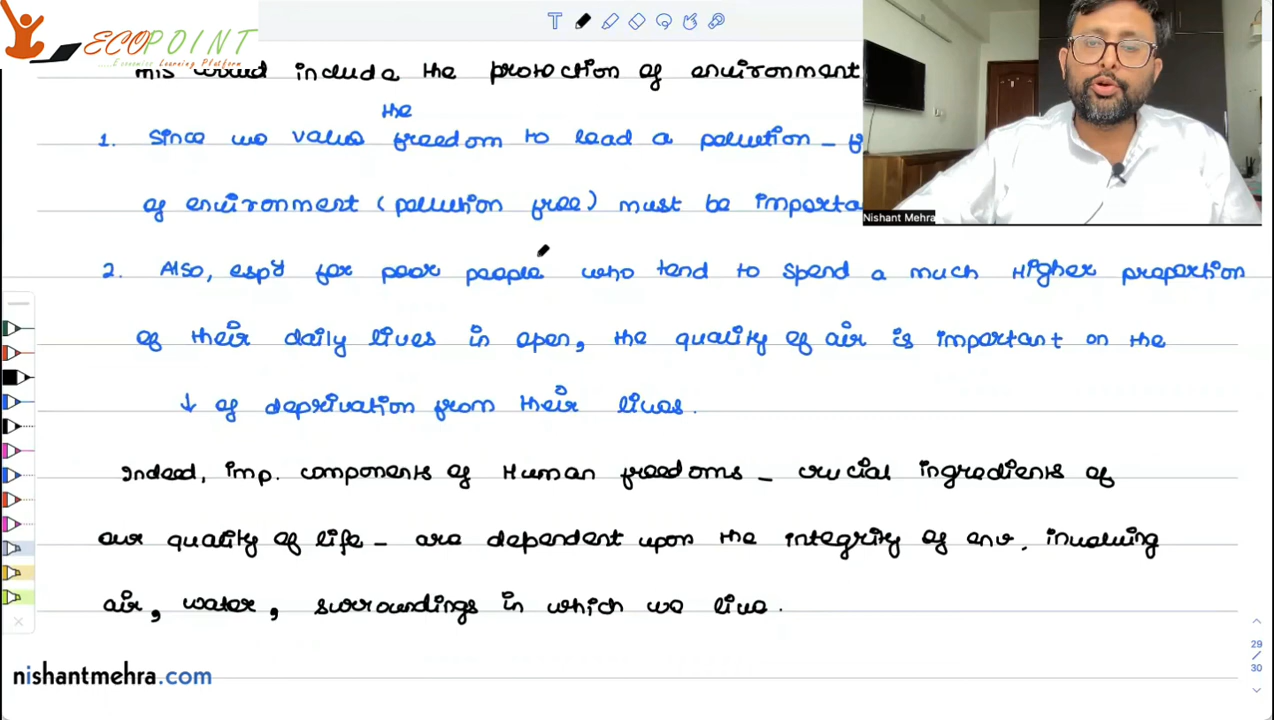 ECOPOINT
....Economics Learning Platform
This would include the protection of environment
the
1. Since we value freedom to lead a pollution -
of environment (pollution free) must be
Nishant Mehra
2. Also, esp'y for poor people who tend to spend a much Higher proportion
of their daily lives in open, the quality of air is important on the
↓ of deprivation from their lives.
Indeed, imp. components of Human freedoms - crucial ingredients of
our quality of life - are dependent upon the integrity of env. involving
air, water, surroundings in which we live.
29
/
30
nishantmehra.com